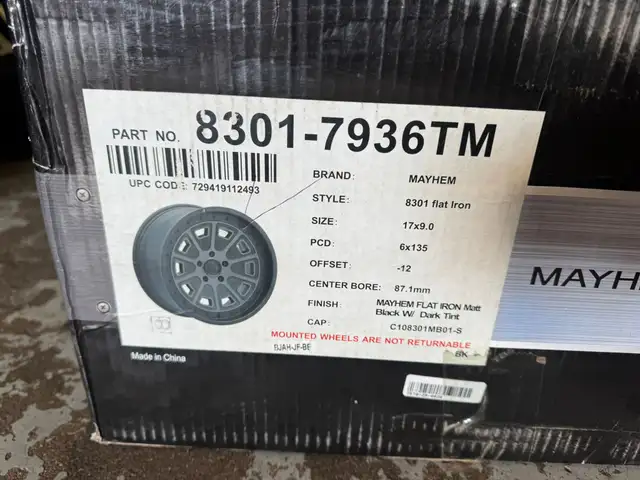 PART NO. 8301-7936TM
UPC CODE: 729419112493
BRAND: MAYHEM
STYLE: 8301 flat Iron
SIZE: 17x9.0
PCD: 6x135
OFFSET: -12
CENTER BORE: 87.1mm
FINISH: MAYHEM FLAT IRON Matt
Black W/ Dark Tint
CAP: C108301MB01-S
MOUNTED WHEELS ARE NOT RETURNABLE
BK
Made in China
MAYHE